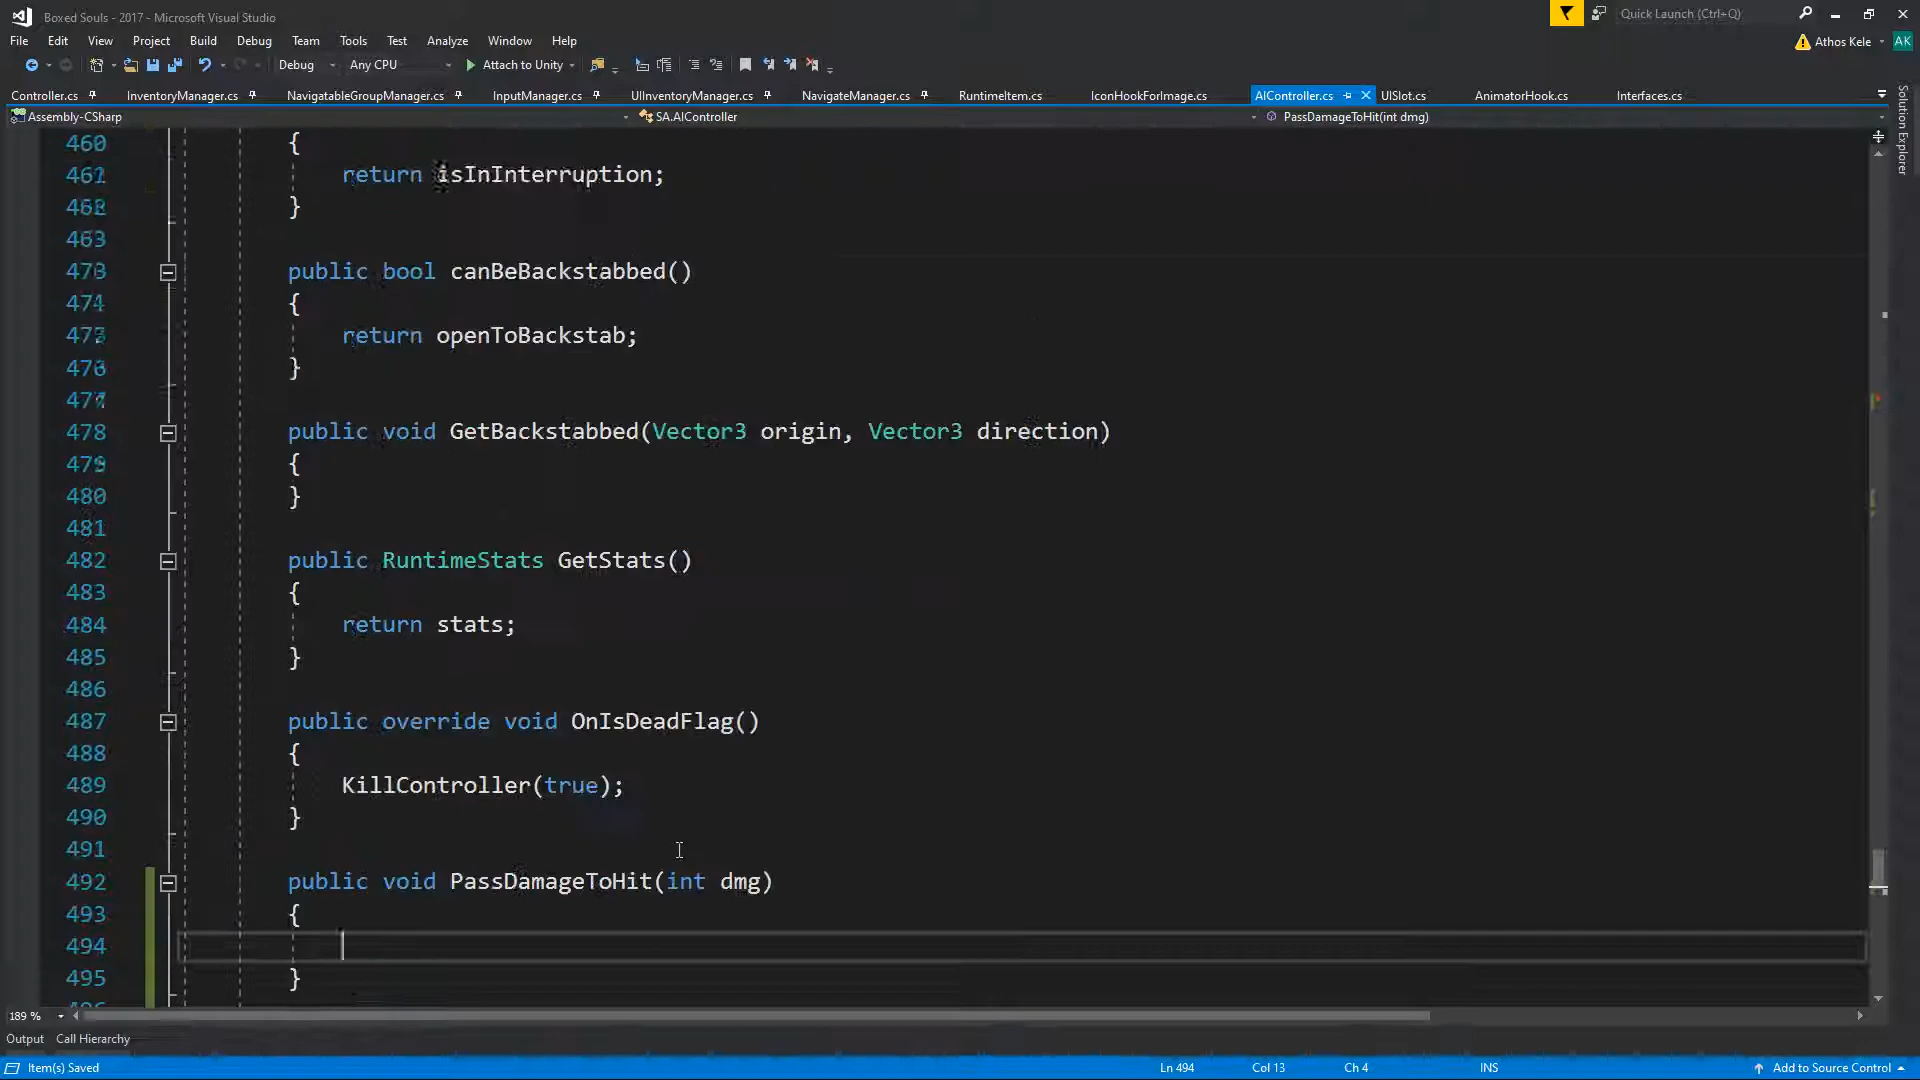 Boxed Souls - 2017 - Microsoft Visual Studio
Quick Launch (Ctrl+Q)
File Edit View Project Build Debug Team Tools Test Analyze Window Help
Athos Kele AK
Debug Any CPU Attach to Unity
Controller.cs InventoryManager.cs NavigatableGroupManager.cs InputManager.cs UIInventoryManager.cs NavigateManager.cs RuntimeItem.cs IconHookForImage.cs AIController.cs UISlot.cs AnimatorHook.cs Interfaces.cs
Assembly-CSharp SA.AIController PassDamageToHit(int dmg)
Solution Explorer
460 {
461 return isInInterruption;
462 }
463
473 public bool canBeBackstabbed()
474 {
475 return openToBackstab;
476 }
477
478 public void GetBackstabbed(Vector3 origin, Vector3 direction)
479 {
480 }
481
482 public RuntimeStats GetStats()
483 {
484 return stats;
485 }
486
487 public override void OnIsDeadFlag()
488 {
489 KillController(true);
490 }
491
492 public void PassDamageToHit(int dmg)
493 {
494
495 }
189 %
Output Call Hierarchy
Item(s) Saved Ln 494 Col 13 Ch 4 INS Add to Source Control